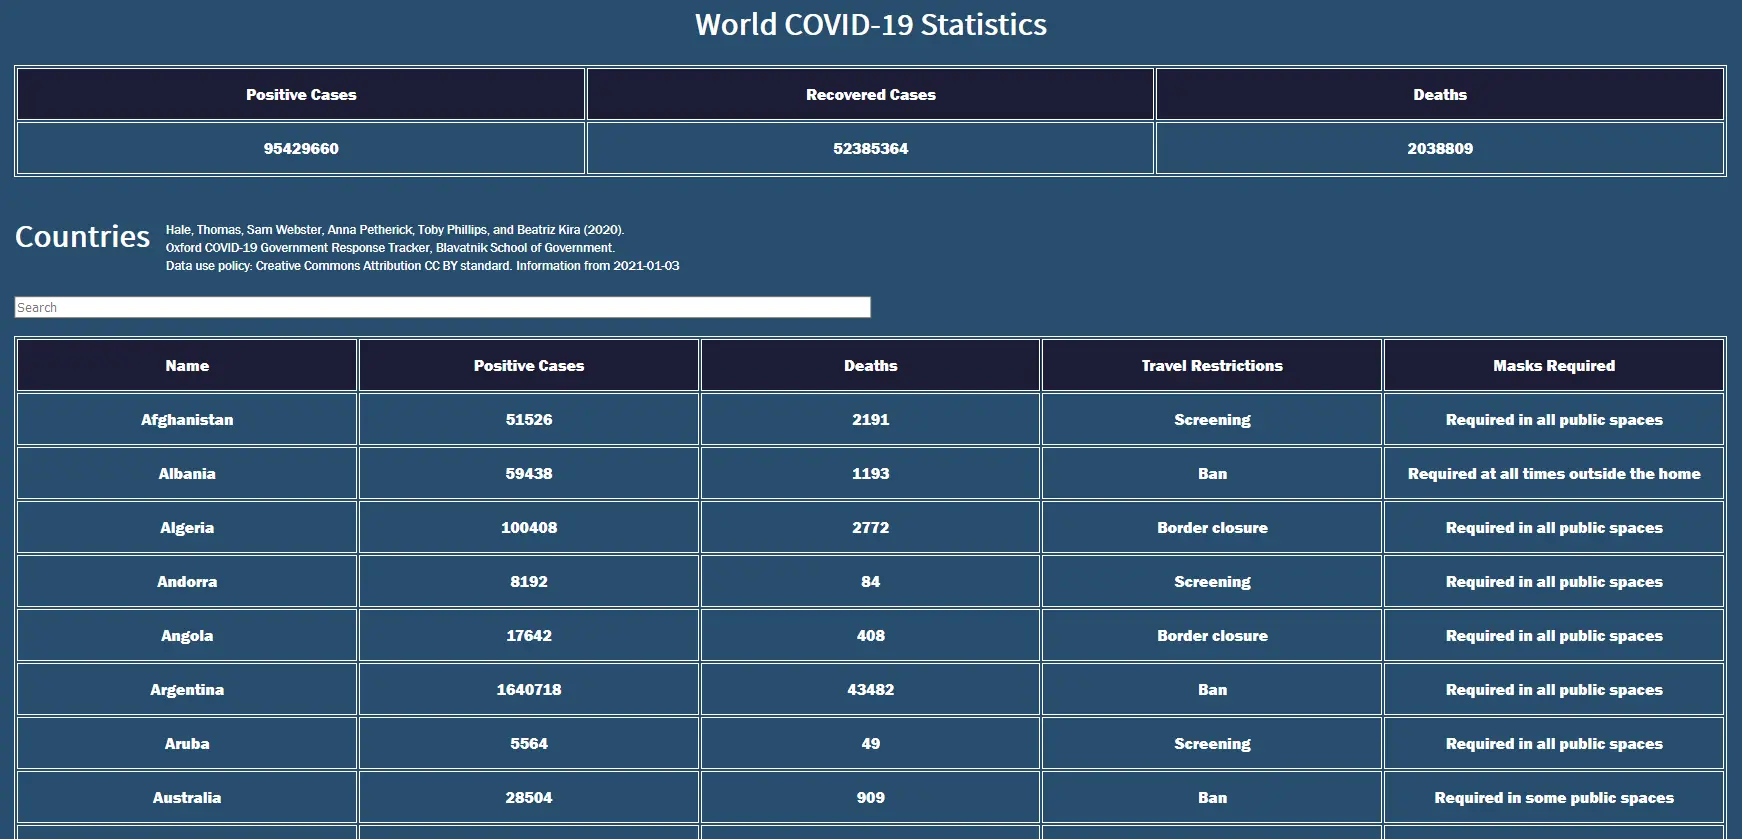 World COVID-19 Statistics
Positive Cases Recovered Cases Deaths
95429660 52385364 2038809
Countries
Hale, Thomas, Sam Webster, Anna Petherick, Toby Phillips, and Beatriz Kira (2020).
Oxford COVID-19 Government Response Tracker, Blavatnik School of Government.
Data use policy: Creative Commons Attribution CC BY standard. Information from 2021-01-03
Search
Name Positive Cases Deaths Travel Restrictions Masks Required
Afghanistan 51526 2191 Screening Required in all public spaces
Albania 59438 1193 Ban Required at all times outside the home
Algeria 100408 2772 Border closure Required in all public spaces
Andorra 8192 84 Screening Required in all public spaces
Angola 17642 408 Border closure Required in all public spaces
Argentina 1640718 43482 Ban Required in all public spaces
Aruba 5564 49 Screening Required in all public spaces
Australia 28504 909 Ban Required in some public spaces